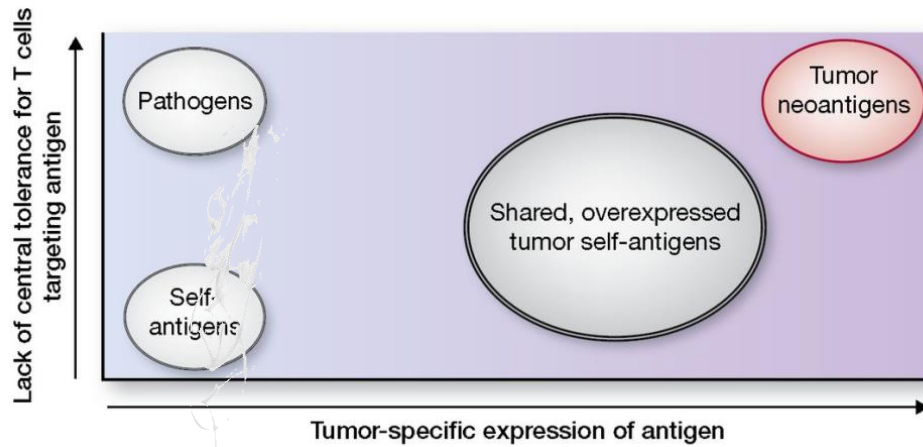 Lack of central tolerance for T cells
targeting antigen
Pathogens
Self-
antigens
Shared, overexpressed
tumor self-antigens
Tumor
neoantigens
Tumor-specific expression of antigen